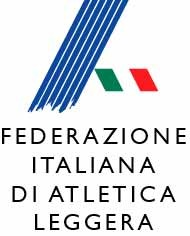 FEDERAZIONE
ITALIANA
DI ATLETICA
LEGGERA